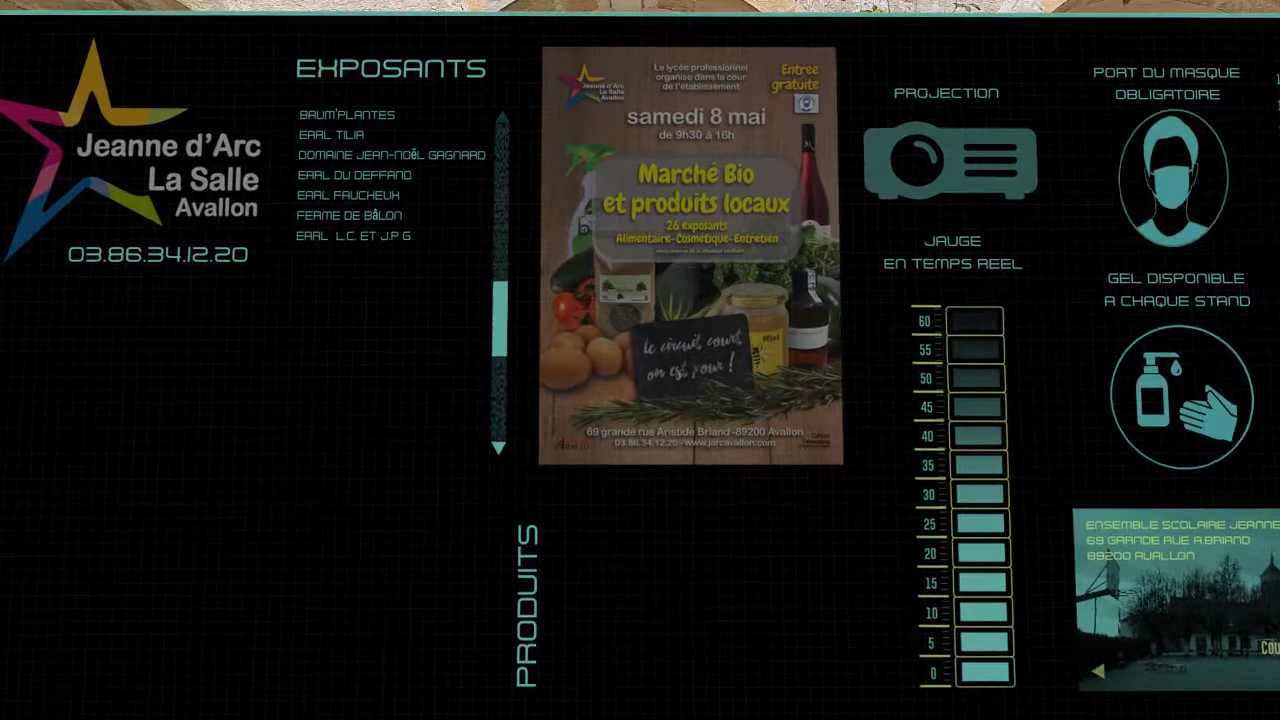 Jeanne d'Arc
La Salle
Avallon
03.86.34.12.20
EXPOSANTS
BAUM'PLANTES
EARL TILIA
DOMAINE JEAN-NOËL GAGNARD
EARL DU DEFFAND
EARL FAUCHEUX
FERME DE BÂLON
EARL L.C. ET J.P G
Jeanne d'Arc
La Salle
Avallon
La lycée professionnel
organise dans la cour
de l'établissement
Entree
gratuite
samedi 8 mai
de 9h30 à 16h
Marché Bio
et produits locaux
26 exposants
Alimentaire-Cosmétique-Entretien
Miel
le circuit court
on est pour !
69 grande rue Aristide Briand -89200 Avallon
03.86.34.12.20 - www.jarcavallon.com
PRODUITS
PROJECTION
JAUGE
EN TEMPS REEL
60
55
50
45
40
35
30
25
20
15
10
5
0
PORT DU MASQUE
OBLIGATOIRE
GEL DISPONIBLE
A CHAQUE STAND
ENSEMBLE SCOLAIRE JEANNE
69 GRANDE RUE A.BRIAND
89200 AVALLON
COU